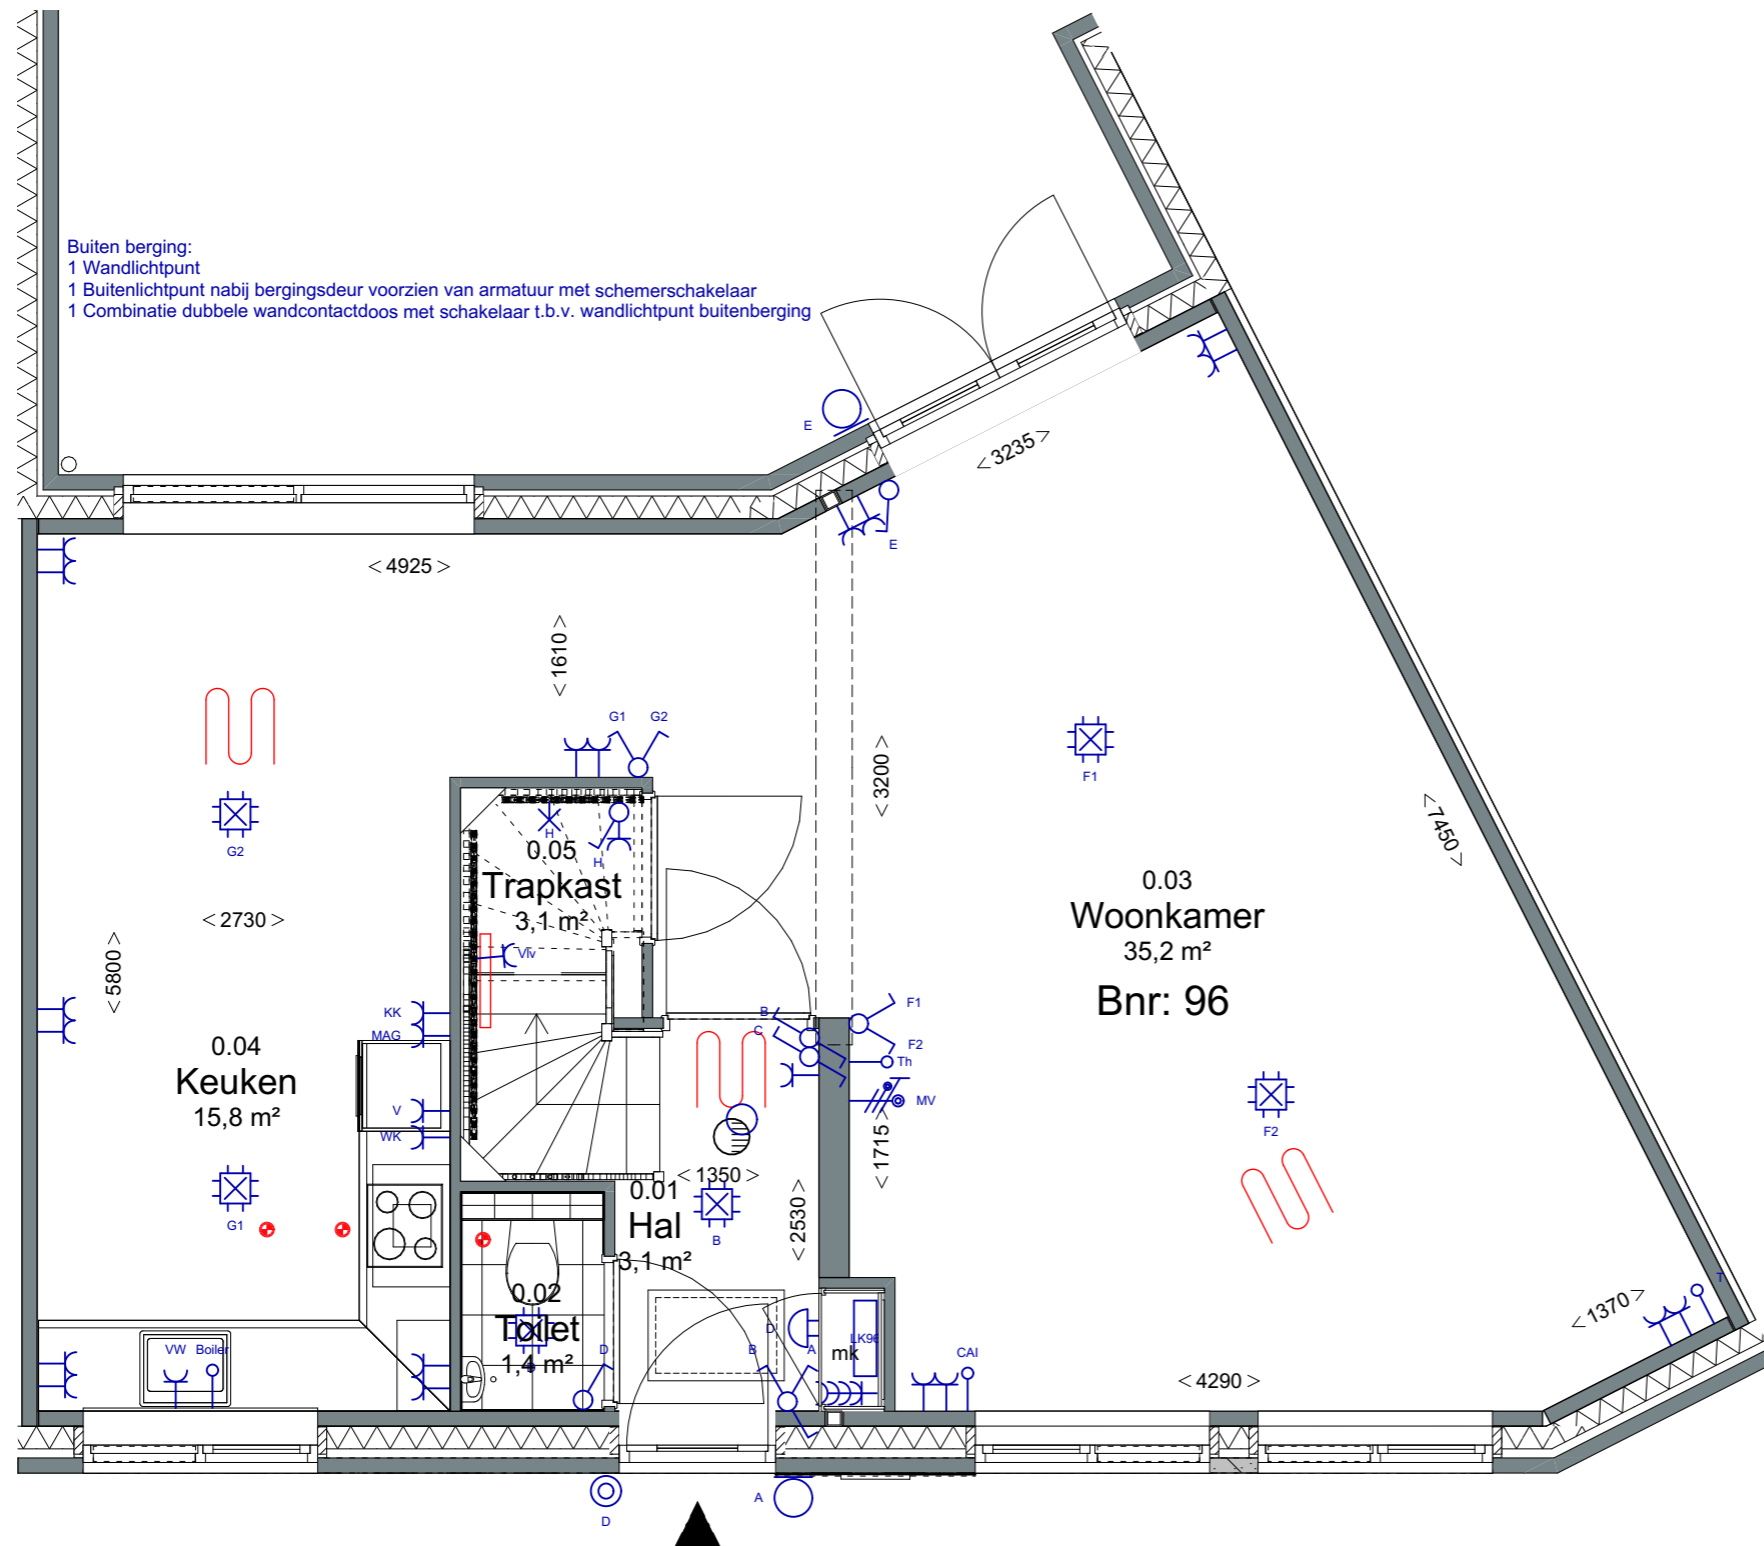 Buiten berging:
1 Wandlichtpunt
1 Buitenlichtpunt nabij bergingsdeur voorzien van armatuur met schemerschakelaar
1 Combinatie dubbele wandcontactdoos met schakelaar t.b.v. wandlichtpunt buitenberging
E
<3235>
E
<4925>
<1610>
G1 G2
<3200>
F1
<7450>
G2
H
H
0.05
Trapkast
3,1 m²
0.03
Woonkamer
35,2 m²
Bnr: 96
<2730>
<5800>
Vlv
KK
MAG
B
C
F1
F2
Th
MV
0.04
Keuken
15,8 m²
V
WK
<1715>
F2
<1350>
G1
0.01
Hal
3,1 m²
B
<2530>
0.02
Toilet
1,4 m²
D
VW Boiler
D
B
A
LK96
mk
CAI
<4290>
<1370>
T
D
A